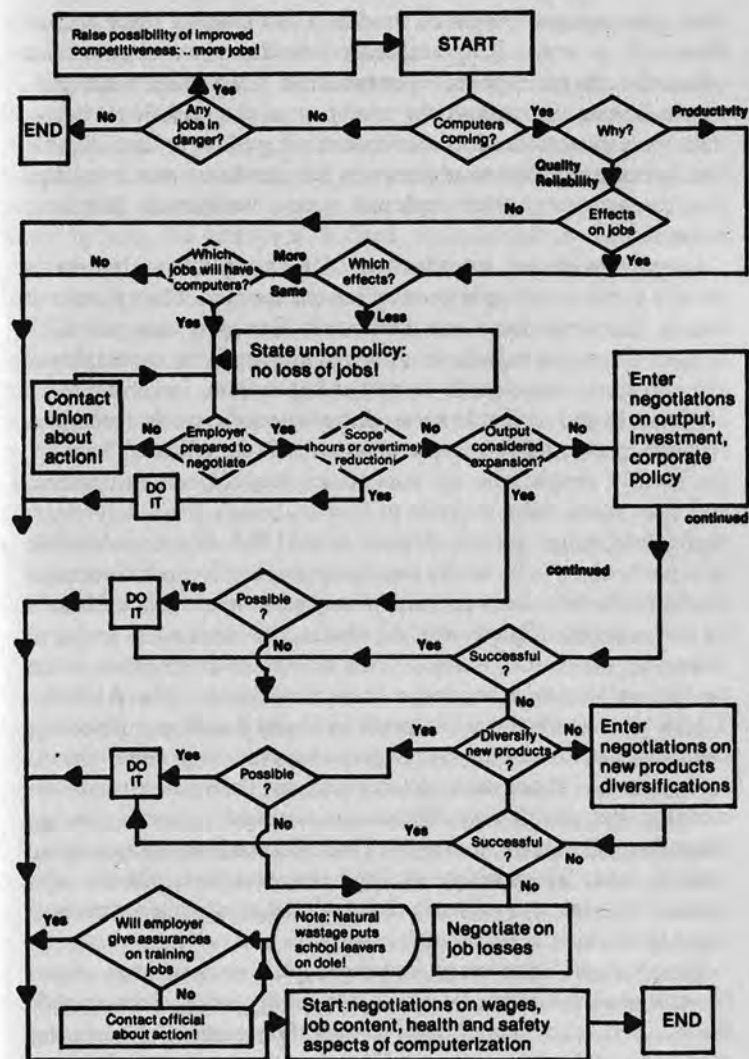 Raise possibility of improved
competitiveness: .. more jobs!
START
Yes
END
No
Any
jobs in
danger?
No
Computers
coming?
Yes
Why?
Productivity
Quality
Reliability
No
Effects
on jobs
Yes
No
Which
jobs will have
computers?
More
Same
Which
effects?
Yes
Less
State union policy:
no loss of jobs!
Contact
Union
about
action!
No
Employer
prepared to
negotiate
Yes
Scope
(hours or overtime
reduction)
No
Output
considered
expansion?
No
Enter
negotiations
on output,
investment,
corporate
policy
DO
IT
Yes
Yes
continued
continued
DO
IT
Yes
Possible
?
No
Yes
Successful
?
No
DO
IT
Yes
Possible
?
Yes
Diversify
new products
?
No
Enter
negotiations on
new products
diversifications
No
Yes
Successful
?
No
No
Yes
Will employer
give assurances
on training
jobs
Note: Natural
wastage puts
school leavers
on dole!
Negotiate on
job losses
No
Contact official
about action!
Start negotiations on wages,
job content, health and safety
aspects of computerization
END